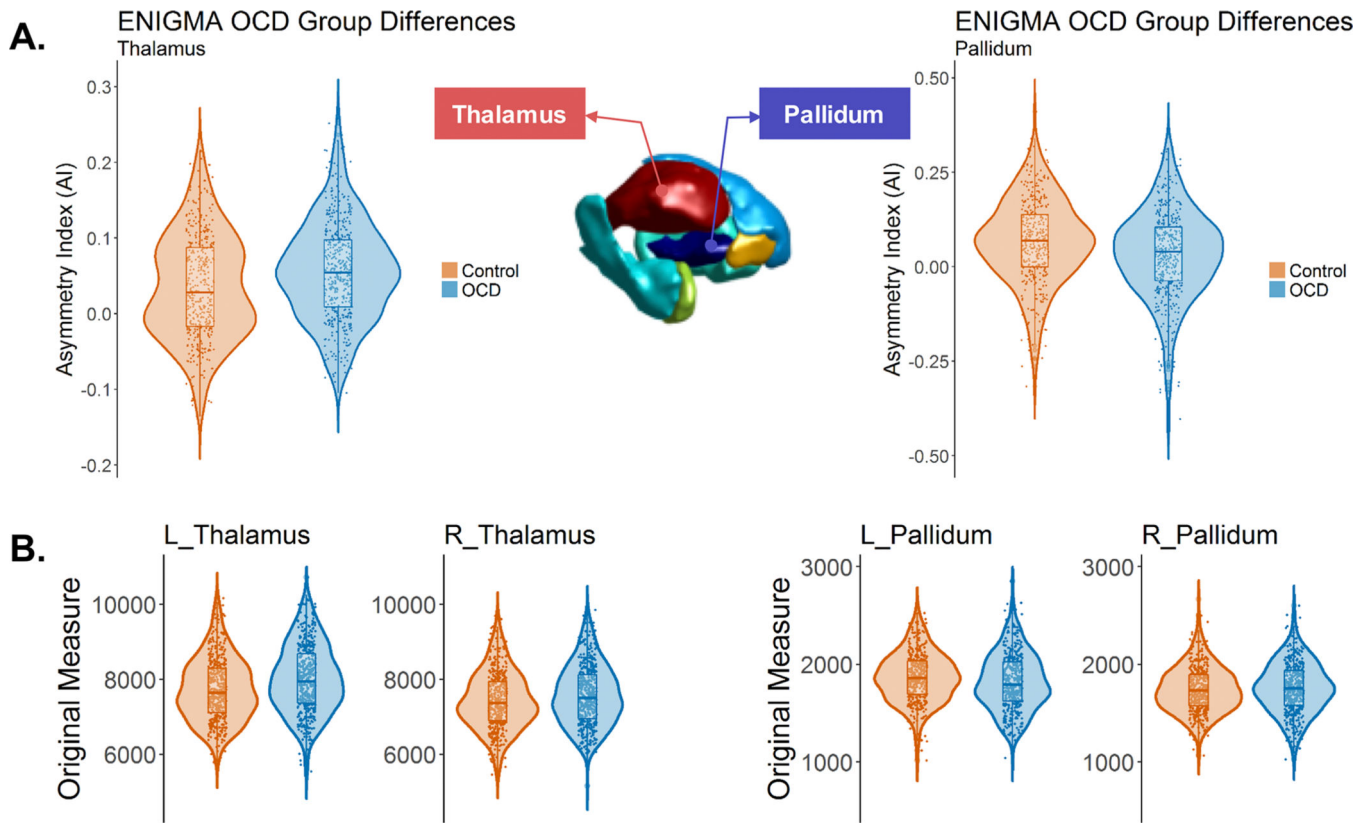 A.
ENIGMA OCD Group Differences
Thalamus
Asymmetry Index (AI)
0.3
0.2
0.1
0.0
-0.1
-0.2
Control
OCD
Thalamus
Pallidum
ENIGMA OCD Group Differences
Pallidum
Asymmetry Index (AI)
0.50
0.25
0.00
-0.25
-0.50
Control
OCD
B.
L_Thalamus
Original Measure
10000
8000
6000
R_Thalamus
10000
8000
6000
L_Pallidum
Original Measure
3000
2000
1000
R_Pallidum
3000
2000
1000